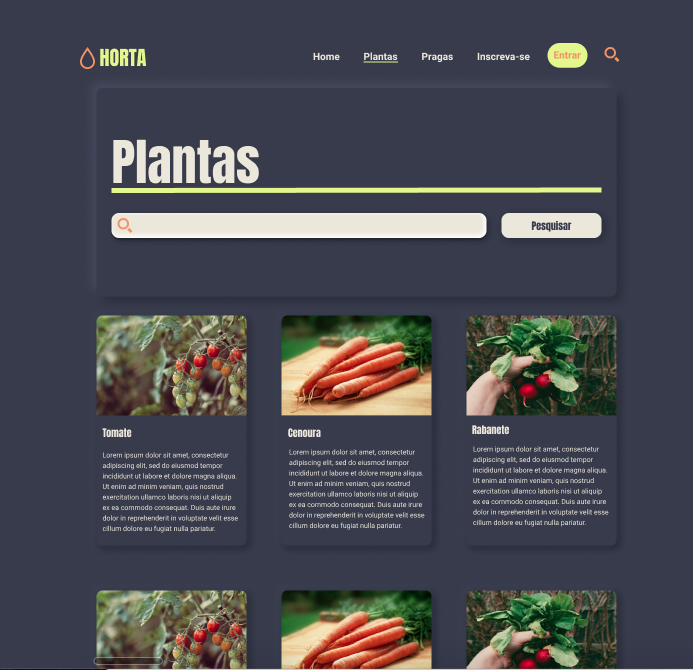 HORTA
Home Plantas Pragas Inscreva-se Entrar
Plantas
Pesquisar
Tomate
Lorem ipsum dolor sit amet, consectetur
adipiscing elit, sed do eiusmod tempor
incididunt ut labore et dolore magna aliqua.
Ut enim ad minim veniam, quis nostrud
exercitation ullamco laboris nisi ut aliquip
ex ea commodo consequat. Duis aute irure
dolor in reprehenderit in voluptate velit esse
cillum dolore eu fugiat nulla pariatur.
Cenoura
Lorem ipsum dolor sit amet, consectetur
adipiscing elit, sed do eiusmod tempor
incididunt ut labore et dolore magna aliqua.
Ut enim ad minim veniam, quis nostrud
exercitation ullamco laboris nisi ut aliquip
ex ea commodo consequat. Duis aute irure
dolor in reprehenderit in voluptate velit esse
cillum dolore eu fugiat nulla pariatur.
Rabanete
Lorem ipsum dolor sit amet, consectetur
adipiscing elit, sed do eiusmod tempor
incididunt ut labore et dolore magna aliqua.
Ut enim ad minim veniam, quis nostrud
exercitation ullamco laboris nisi ut aliquip
ex ea commodo consequat. Duis aute irure
dolor in reprehenderit in voluptate velit esse
cillum dolore eu fugiat nulla pariatur.